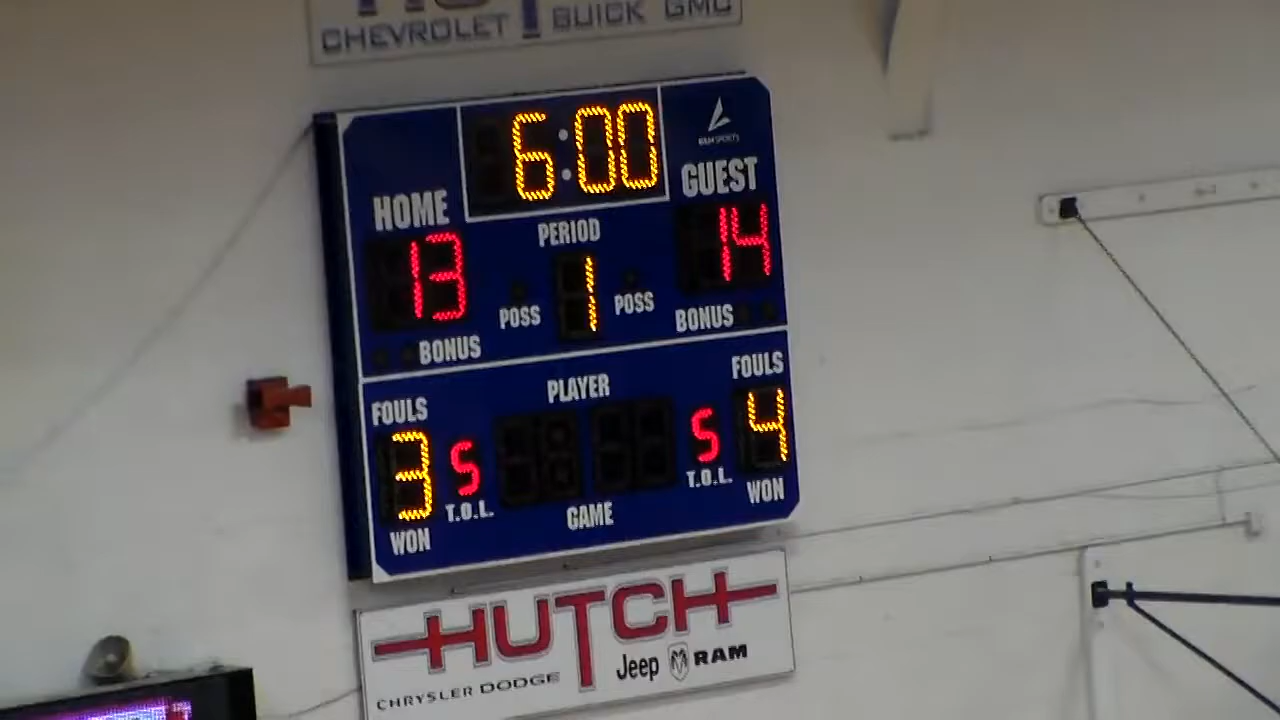 CHEVROLET BUICK GMC
6:00
HOME
GUEST
13
PERIOD
14
POSS
1
POSS
BONUS
BONUS
FOULS
PLAYER
FOULS
3
5
5
4
T.O.L.
T.O.L.
WON
GAME
WON
HUTCH
CHRYSLER DODGE Jeep RAM